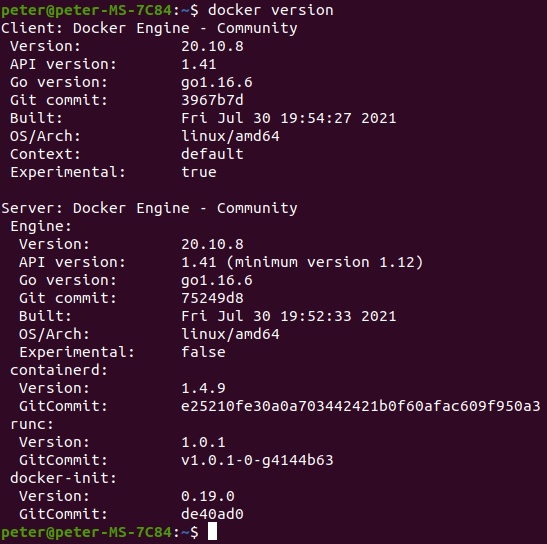 peter@peter-MS-7C84:~$ docker version
Client: Docker Engine - Community
 Version:           20.10.8
 API version:       1.41
 Go version:        go1.16.6
 Git commit:        3967b7d
 Built:             Fri Jul 30 19:54:27 2021
 OS/Arch:           linux/amd64
 Context:           default
 Experimental:      true

Server: Docker Engine - Community
 Engine:
  Version:          20.10.8
  API version:      1.41 (minimum version 1.12)
  Go version:       go1.16.6
  Git commit:       75249d8
  Built:            Fri Jul 30 19:52:33 2021
  OS/Arch:          linux/amd64
  Experimental:     false
 containerd:
  Version:          1.4.9
  GitCommit:        e25210fe30a0a703442421b0f60afac609f950a3
 runc:
  Version:          1.0.1
  GitCommit:        v1.0.1-0-g4144b63
 docker-init:
  Version:          0.19.0
  GitCommit:        de40ad0
peter@peter-MS-7C84:~$